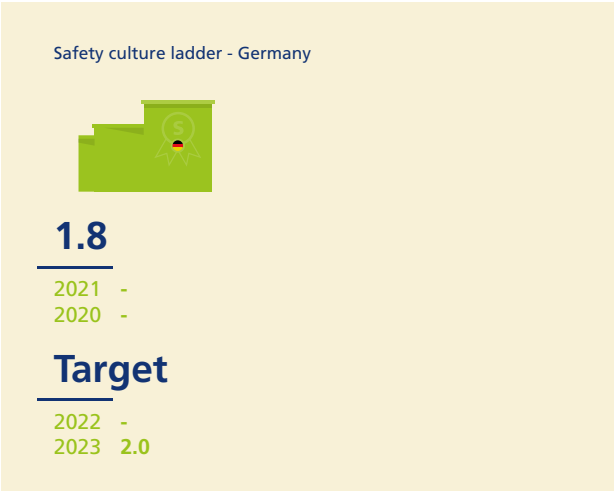 Safety culture ladder - Germany
S
1.8
2021 -
2020 -
Target
2022 -
2023 2.0